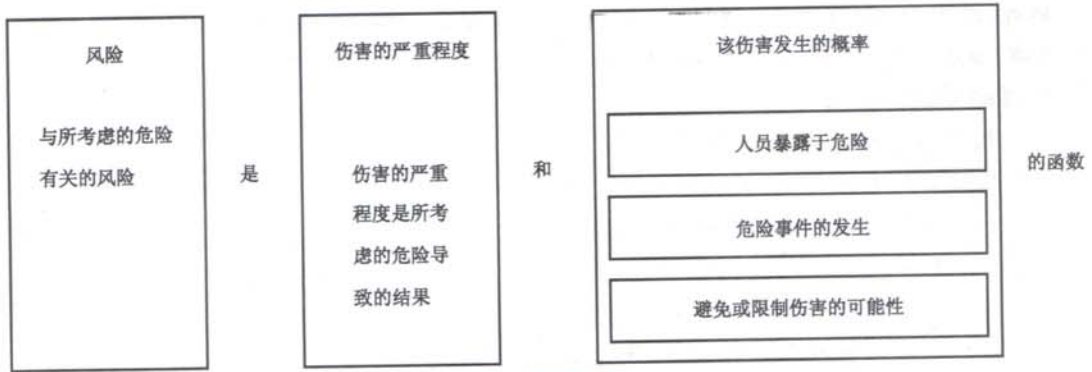 风险
与所考虑的危险
有关的风险
是
伤害的严重程度
伤害的严重
程度是所考
虑的危险导
致的结果
和
该伤害发生的概率
人员暴露于危险
危险事件的发生
避免或限制伤害的可能性
的函数